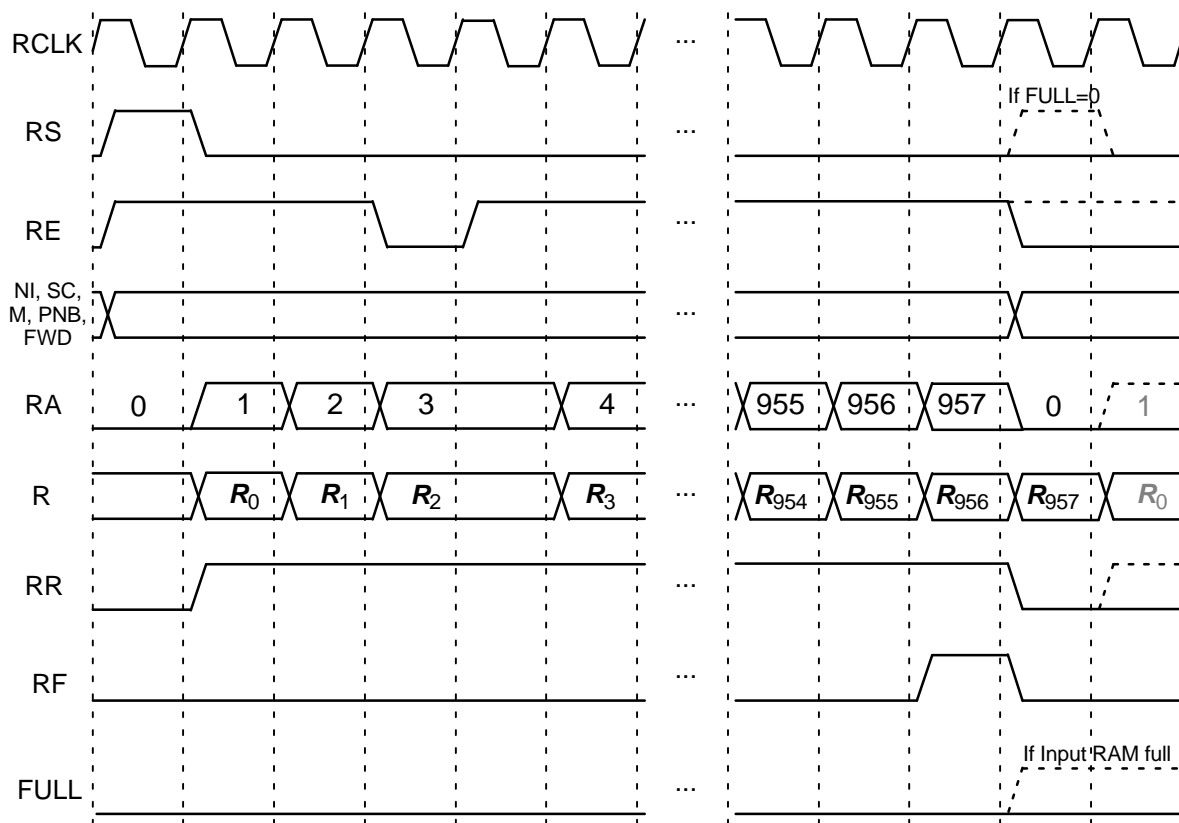 RCLK ...
If FULL=0
RS ...
RE ...
NI, SC,
M, PNB, ...
FWD
RA 0 1 2 3 4 ... 955 956 957 0 1
R R0 R1 R2 R3 ... R954 R955 R956 R957 R0
RR ...
RF ...
If Input RAM full
FULL ...